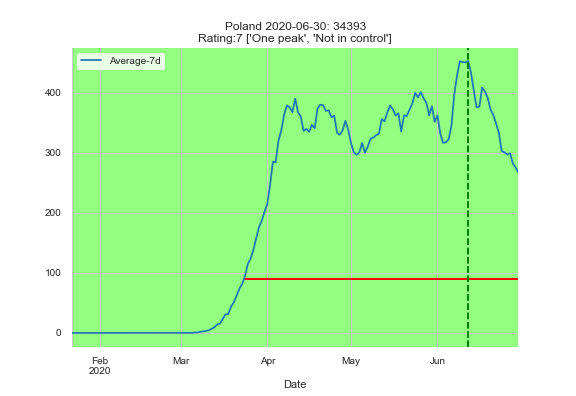 Poland 2020-06-30: 34393
Rating:7 ['One peak', 'Not in control']
Average-7d
400
300
200
100
0
Feb
2020
Mar
Apr
May
Jun
Date